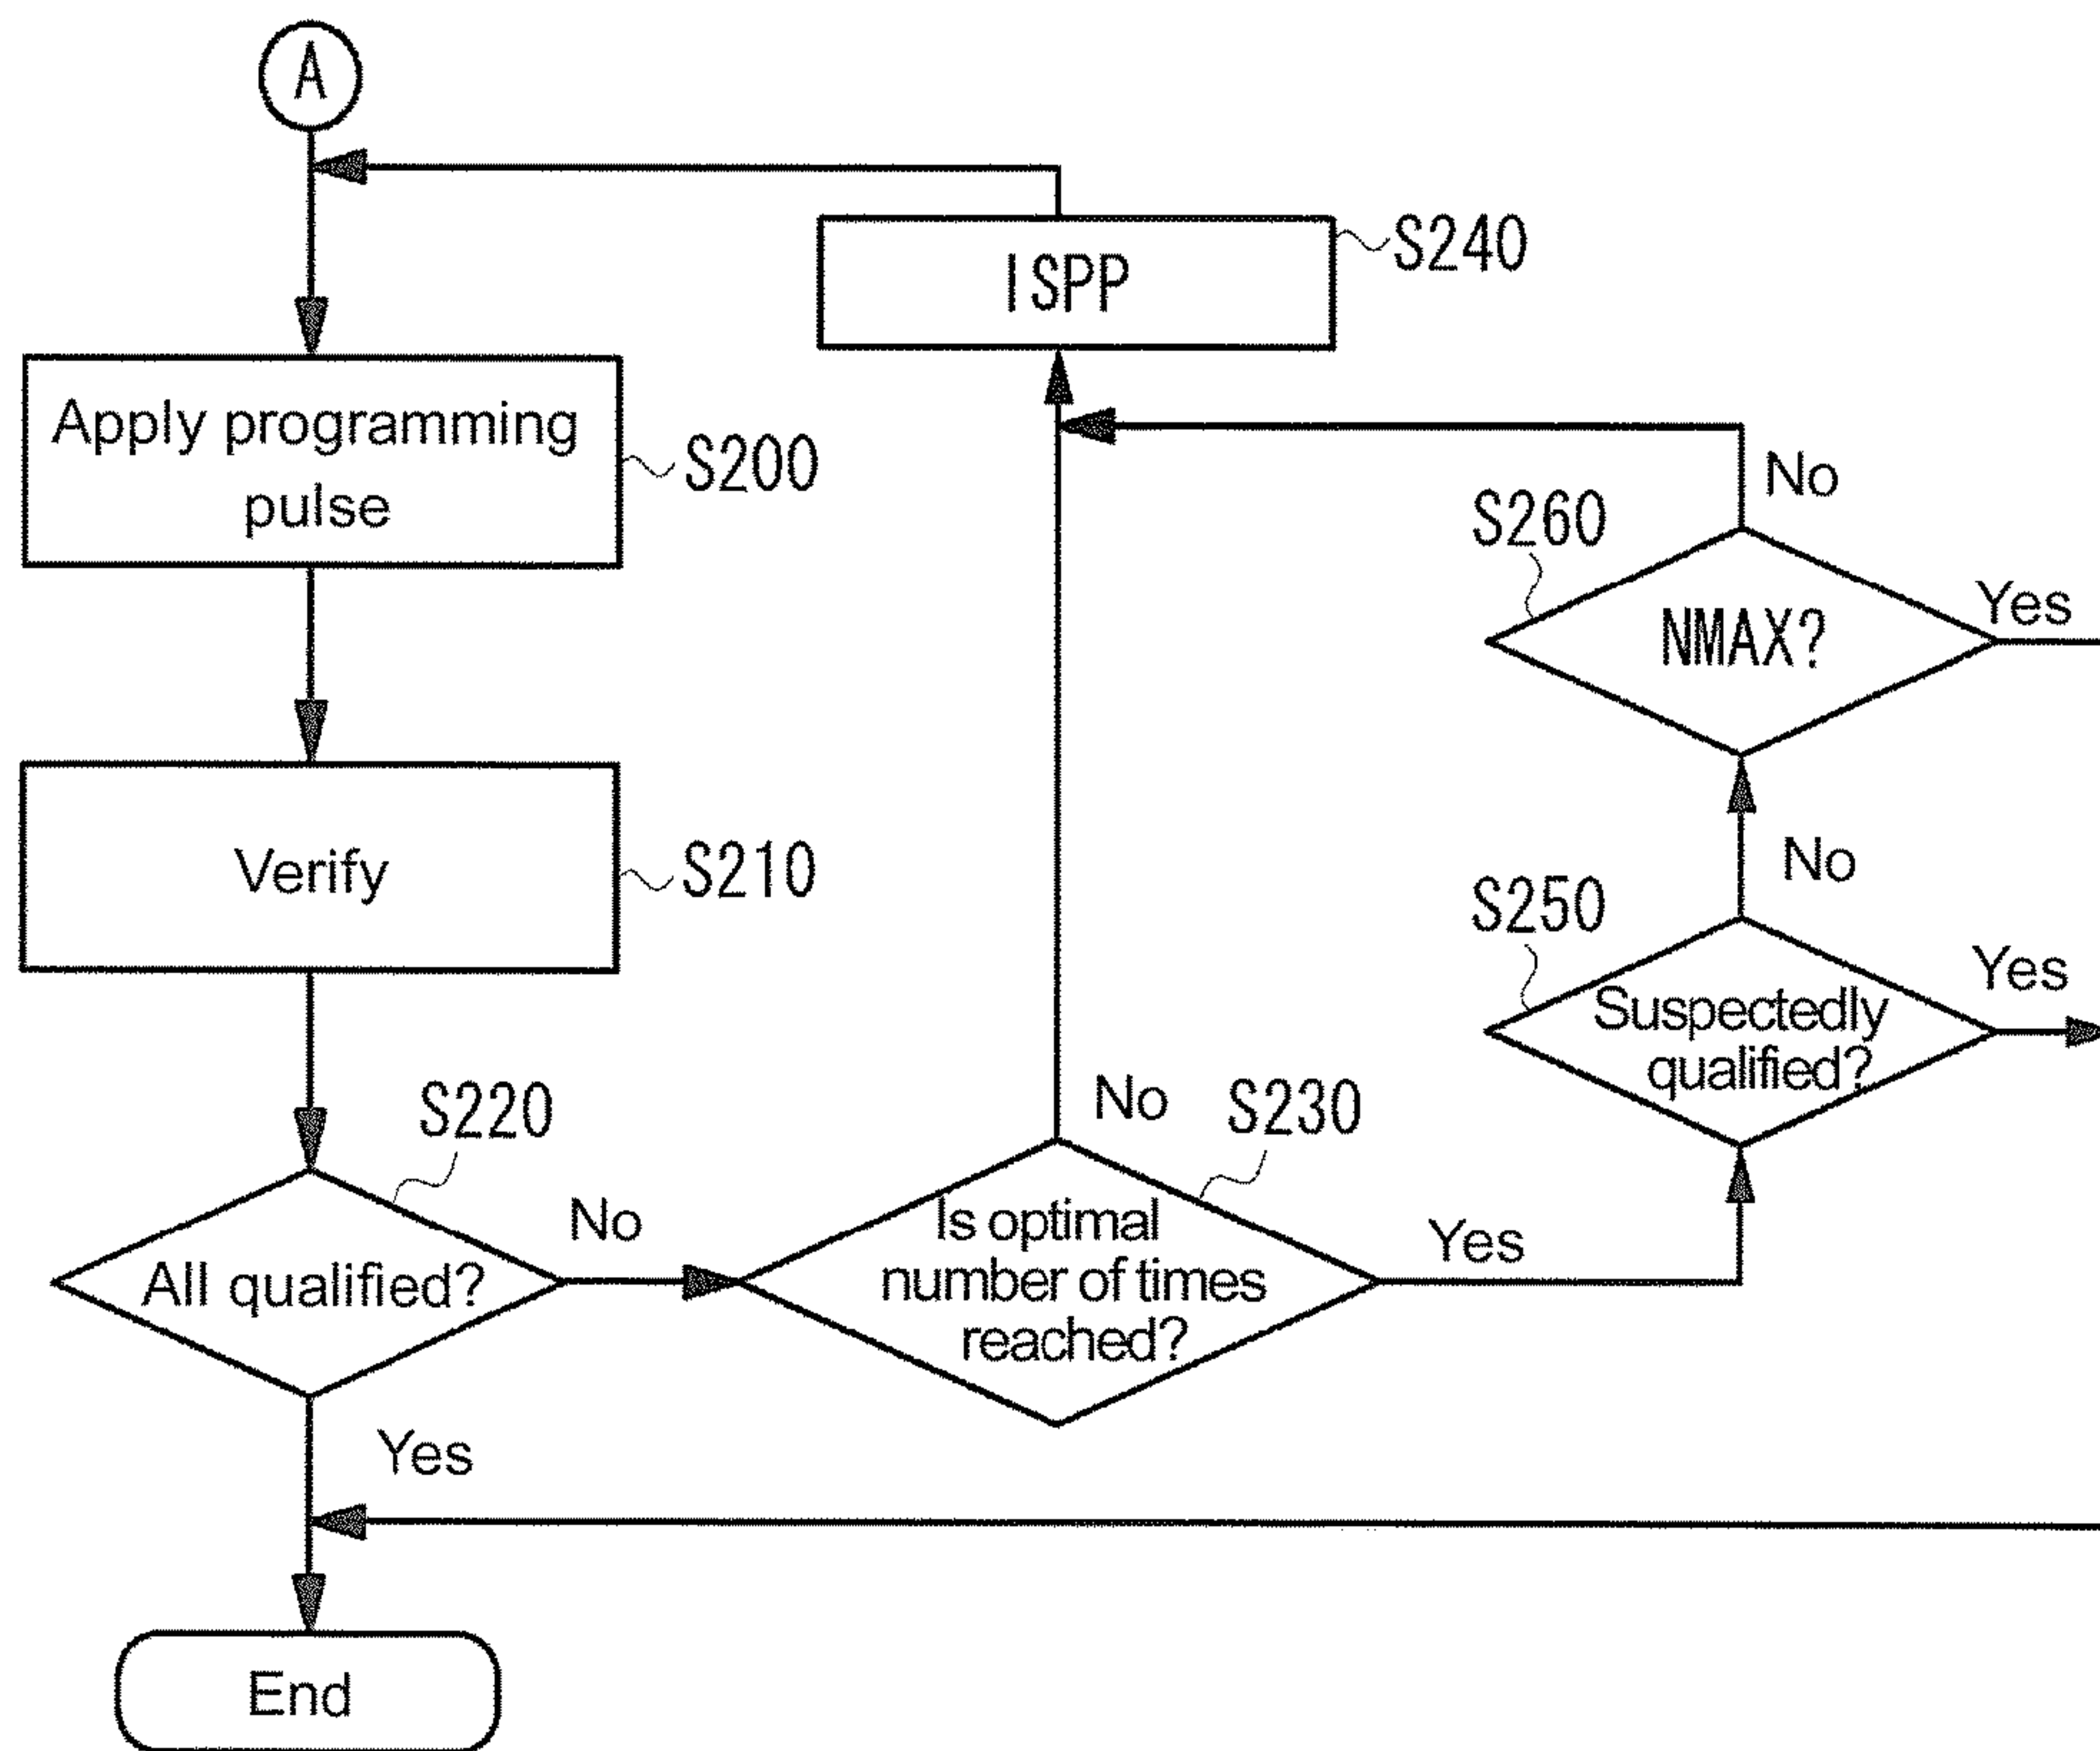 A
ISPP
S240
Apply programming
pulse
S200
No
S260
NMAX?
Yes
Verify
S210
No
S250
Suspectedly
qualified?
Yes
S220
All qualified?
No
No
S230
Is optimal
number of times
reached?
Yes
Yes
End